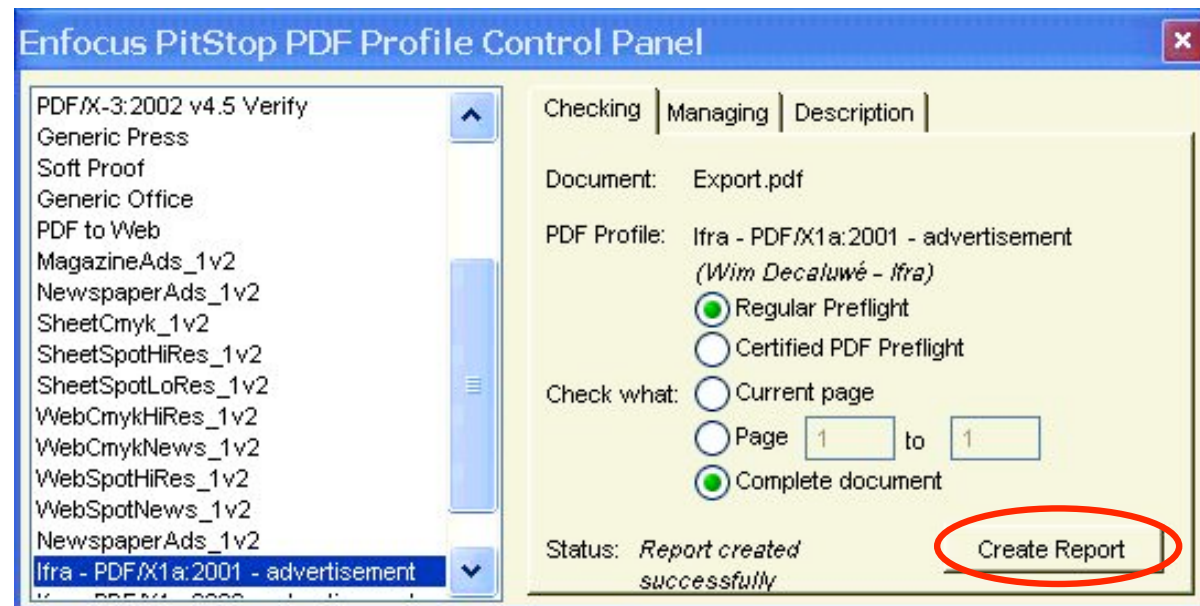 Enfocus PitStop PDF Profile Control Panel
PDF/X-3:2002 v4.5 Verify
Generic Press
Soft Proof
Generic Office
PDF to Web
MagazineAds_1v2
NewspaperAds_1v2
SheetCmyk_1v2
SheetSpotHiRes_1v2
SheetSpotLoRes_1v2
WebCmykHiRes_1v2
WebCmykNews_1v2
WebSpotHiRes_1v2
WebSpotNews_1v2
NewspaperAds_1v2
Ifra - PDF/X1a:2001 - advertisement
Checking Managing Description
Document: Export.pdf
PDF Profile: Ifra - PDF/X1a:2001 - advertisement
(Wim Decaluwé - Ifra)
Regular Preflight
Certified PDF Preflight
Check what: Current page
Page 1 to 1
Complete document
Status: Report created
successfully
Create Report